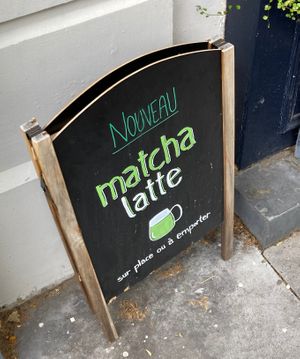 NOUVEAU
matcha
latte
sur place ou à emporter